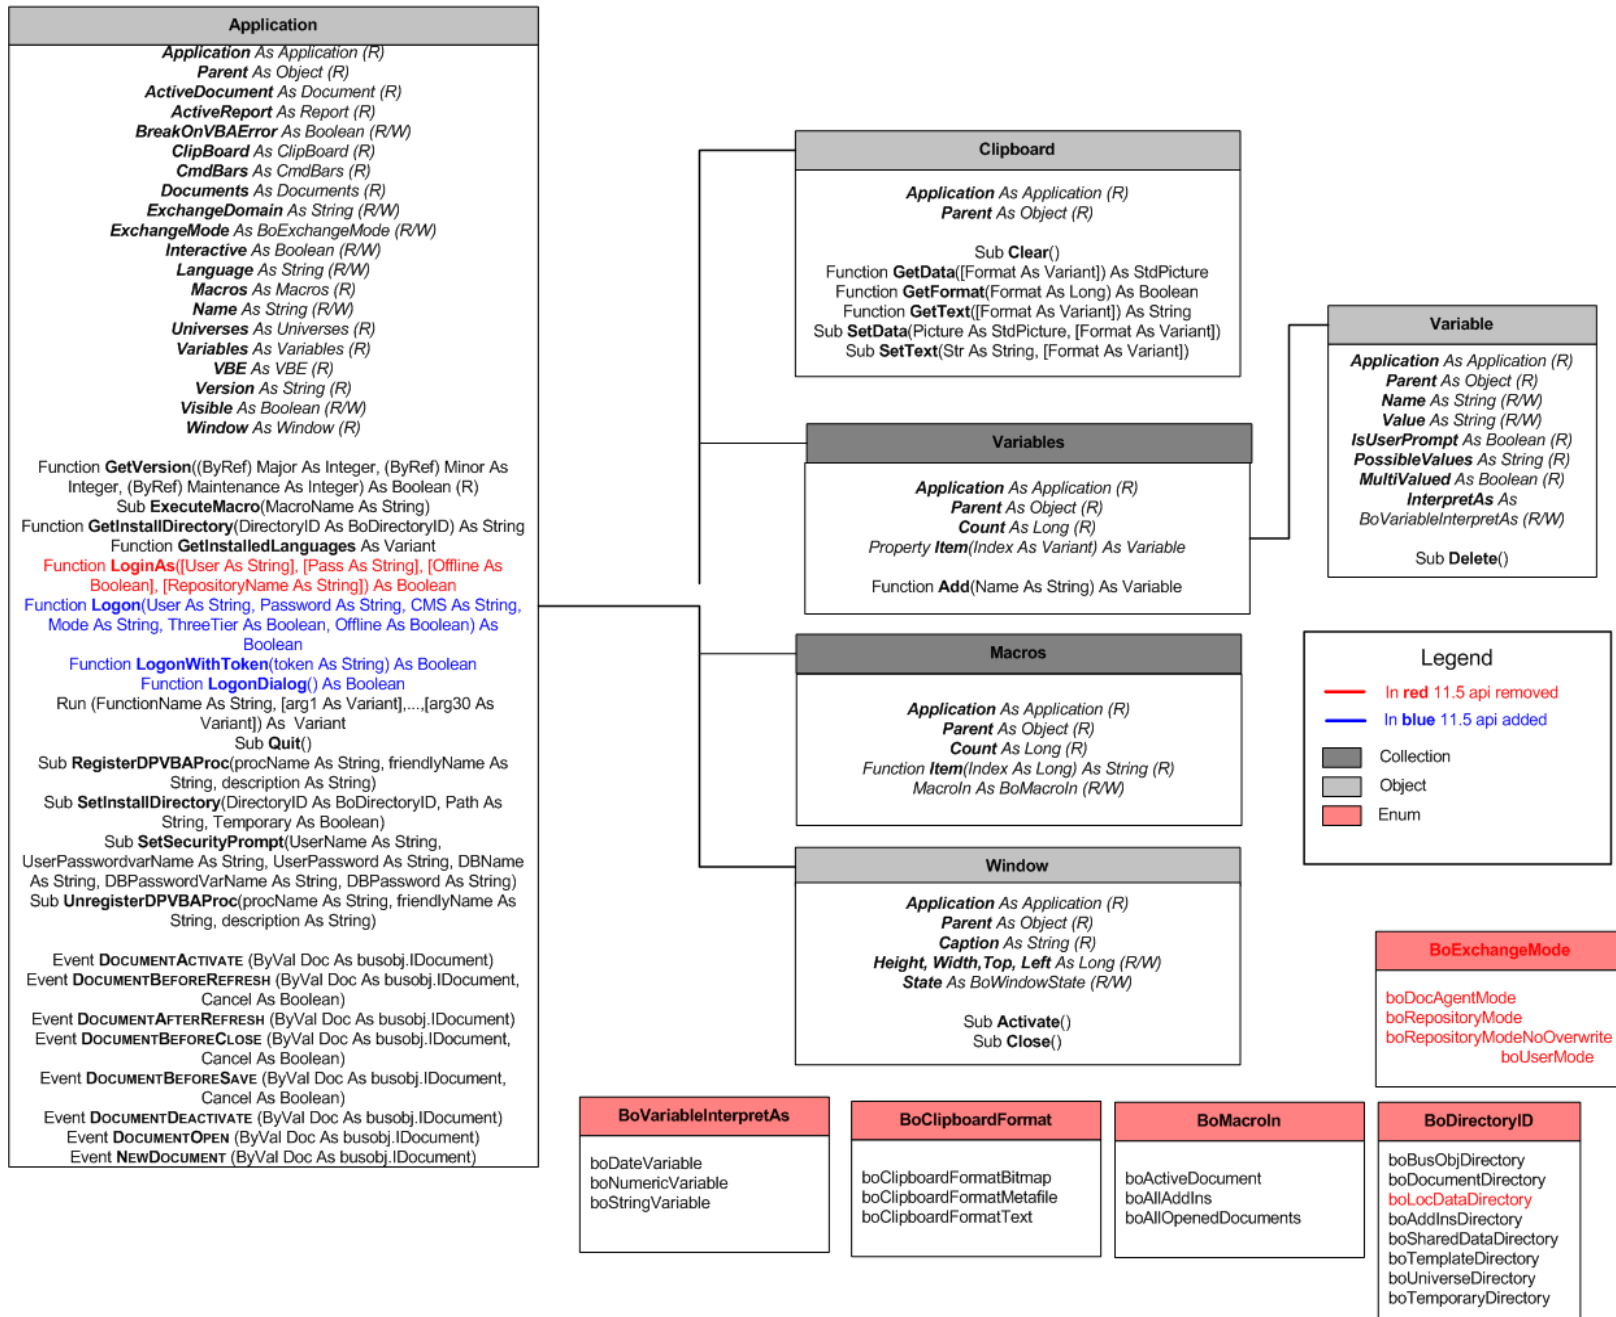 Application
Application As Application (R)
Parent As Object (R)
ActiveDocument As Document (R)
ActiveReport As Report (R)
BreakOnVBAError As Boolean (R/W)
ClipBoard As ClipBoard (R)
CmdBars As CmdBars (R)
Documents As Documents (R)
ExchangeDomain As String (R/W)
ExchangeMode As BoExchangeMode (R/W)
Interactive As Boolean (R/W)
Language As String (R/W)
Macros As Macros (R)
Name As String (R/W)
Universes As Universes (R)
Variables As Variables (R)
VBE As VBE (R)
Version As String (R)
Visible As Boolean (R/W)
Window As Window (R)
Function GetVersion((ByRef) Major As Integer, (ByRef) Minor As
Integer, (ByRef) Maintenance As Integer) As Boolean (R)
Sub ExecuteMacro(MacroName As String)
Function GetInstallDirectory(DirectoryID As BoDirectoryID) As String
Function GetInstalledLanguages As Variant
Function LoginAs([User As String], [Pass As String], [Offline As
Boolean], [RepositoryName As String]) As Boolean
Function Logon(User As String, Password As String, CMS As String,
Mode As String, ThreeTier As Boolean, Offline As Boolean) As
Boolean
Function LogonWithToken(token As String) As Boolean
Function LogonDialog() As Boolean
Run (FunctionName As String, [arg1 As Variant],...,[arg30 As
Variant]) As Variant
Sub Quit()
Sub RegisterDPVBAProc(procName As String, friendlyName As
String, description As String)
Sub SetInstallDirectory(DirectoryID As BoDirectoryID, Path As
String, Temporary As Boolean)
Sub SetSecurityPrompt(UserName As String,
UserPasswordvarName As String, UserPassword As String, DBName
As String, DBPasswordVarName As String, DBPassword As String)
Sub UnregisterDPVBAProc(procName As String, friendlyName As
String, description As String)
Event DOCUMENTACTIVATE (ByVal Doc As busobj.IDocument)
Event DOCUMENTBEFOREREFRESH (ByVal Doc As busobj.IDocument,
Cancel As Boolean)
Event DOCUMENTAFTERREFRESH (ByVal Doc As busobj.IDocument)
Event DOCUMENTBEFORECLOSE (ByVal Doc As busobj.IDocument,
Cancel As Boolean)
Event DOCUMENTBEFORESAVE (ByVal Doc As busobj.IDocument,
Cancel As Boolean)
Event DOCUMENTDEACTIVATE (ByVal Doc As busobj.IDocument)
Event DOCUMENTOPEN (ByVal Doc As busobj.IDocument)
Event NEWDOCUMENT (ByVal Doc As busobj.IDocument)
Clipboard
Application As Application (R)
Parent As Object (R)
Sub Clear()
Function GetData([Format As Variant]) As StdPicture
Function GetFormat(Format As Long) As Boolean
Function GetText([Format As Variant]) As String
Sub SetData(Picture As StdPicture, [Format As Variant])
Sub SetText(Str As String, [Format As Variant])
Variables
Application As Application (R)
Parent As Object (R)
Count As Long (R)
Property Item(Index As Variant) As Variable
Function Add(Name As String) As Variable
Variable
Application As Application (R)
Parent As Object (R)
Name As String (R/W)
Value As String (R/W)
IsUserPrompt As Boolean (R)
PossibleValues As String (R)
MultiValued As Boolean (R)
InterpretAs As
BoVariableInterpretAs (R/W)
Sub Delete()
Macros
Application As Application (R)
Parent As Object (R)
Count As Long (R)
Function Item(Index As Long) As String (R)
MacroIn As BoMacroIn (R/W)
Window
Application As Application (R)
Parent As Object (R)
Caption As String (R)
Height, Width,Top, Left As Long (R/W)
State As BoWindowState (R/W)
Sub Activate()
Sub Close()
Legend
In red 11.5 api removed
In blue 11.5 api added
Collection
Object
Enum
BoExchangeMode
boDocAgentMode
boRepositoryMode
boRepositoryModeNoOverwrite
boUserMode
BoVariableInterpretAs
boDateVariable
boNumericVariable
boStringVariable
BoClipboardFormat
boClipboardFormatBitmap
boClipboardFormatMetafile
boClipboardFormatText
BoMacroIn
boActiveDocument
boAllAddIns
boAllOpenedDocuments
BoDirectoryID
boBusObjDirectory
boDocumentDirectory
boLocDataDirectory
boAddInsDirectory
boSharedDataDirectory
boTemplateDirectory
boUniverseDirectory
boTemporaryDirectory